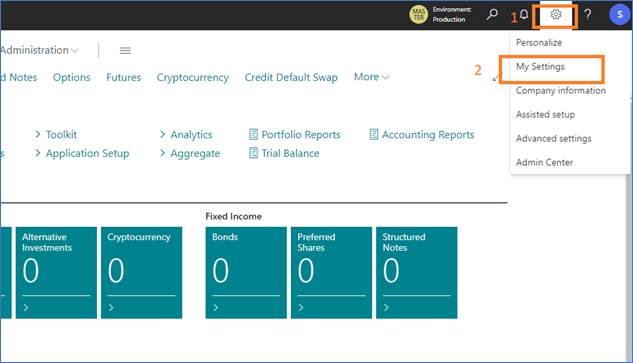 MAS
TER
Environment:
Production
1
?
S
Administration
Personalize
2
My Settings
d Notes Options Futures Cryptocurrency Credit Default Swap More
Company information
Assisted setup
Advanced settings
Admin Center
> Toolkit > Analytics Portfolio Reports Accounting Reports
s > Application Setup > Aggregate Trial Balance
Fixed Income
Alternative
Investments
0
>
Cryptocurrency
0
>
Bonds
0
>
Preferred
Shares
0
>
Structured
Notes
0
>